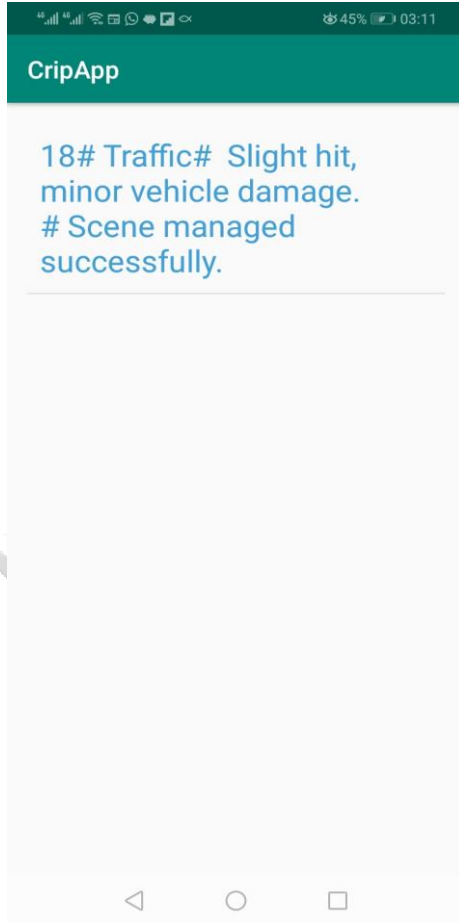 45% 03:11
CripApp
18# Traffic#  Slight hit,
minor vehicle damage.
# Scene managed
successfully.